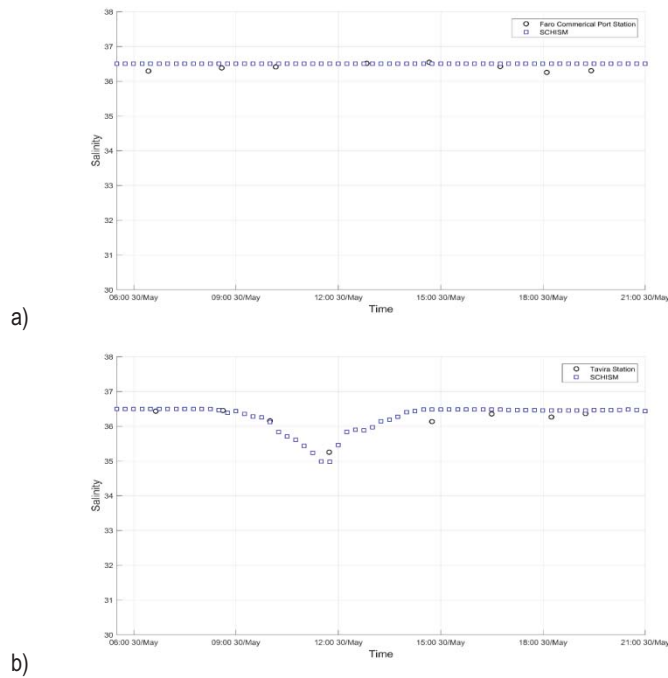 38
37
36
35
34
33
32
31
30
Salinity
Faro Commerical Port Station
SCHISM
06:00 30/May 09:00 30/May 12:00 30/May 15:00 30/May 18:00 30/May 21:00 30/May
Time
a)
38
37
36
35
34
33
32
31
30
Salinity
Tavira Station
SCHISM
06:00 30/May 09:00 30/May 12:00 30/May 15:00 30/May 18:00 30/May 21:00 30/May
Time
b)